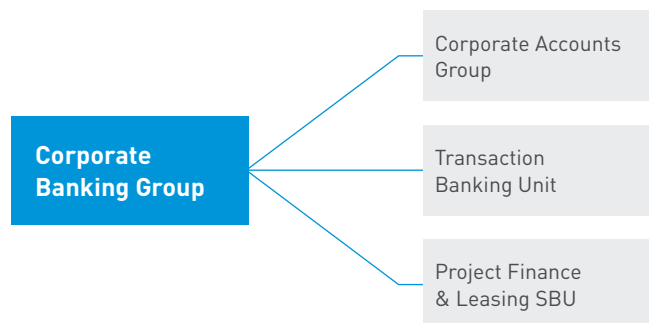 Corporate
Banking Group
Corporate Accounts
Group
Transaction
Banking Unit
Project Finance
& Leasing SBU